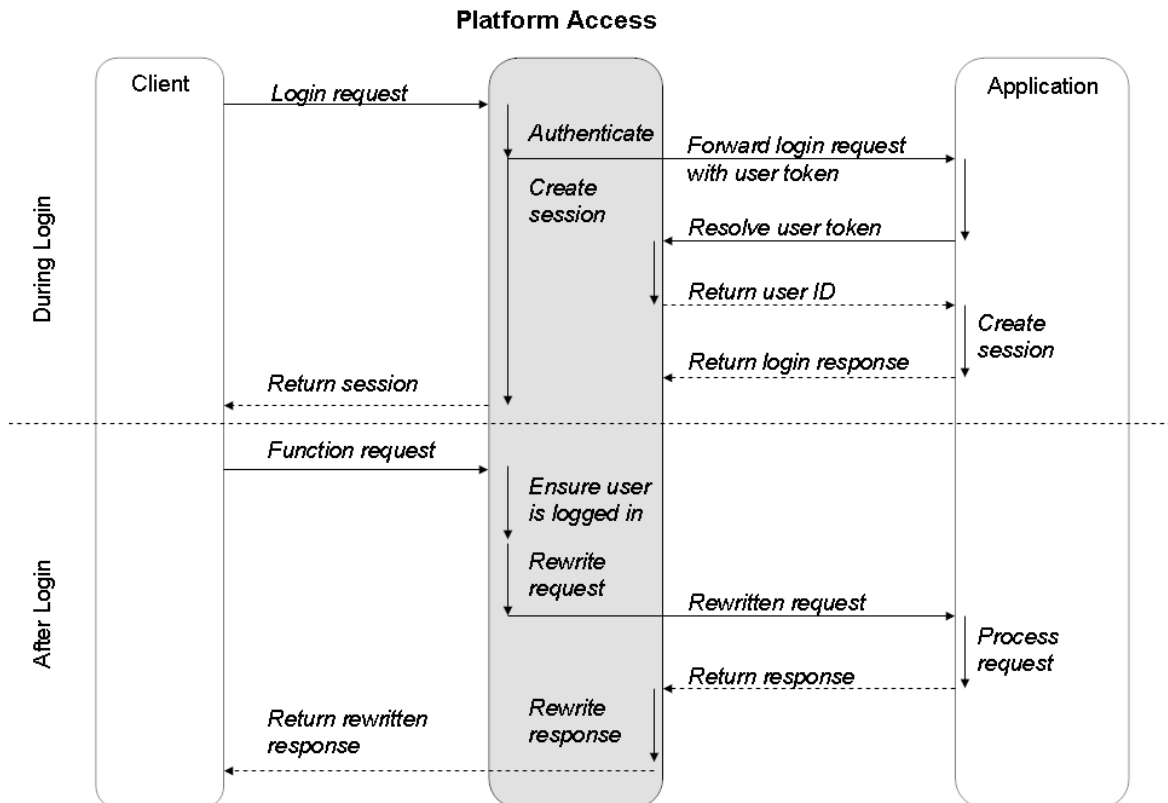 Platform Access
Client
Application
Login request
Authenticate
Forward login request
with user token
Create
session
During Login
Resolve user token
Return user ID
Create
session
Return login response
Return session
Function request
Ensure user
is logged in
After Login
Rewrite
request
Rewritten request
Process
request
Return response
Rewrite
response
Return rewritten
response